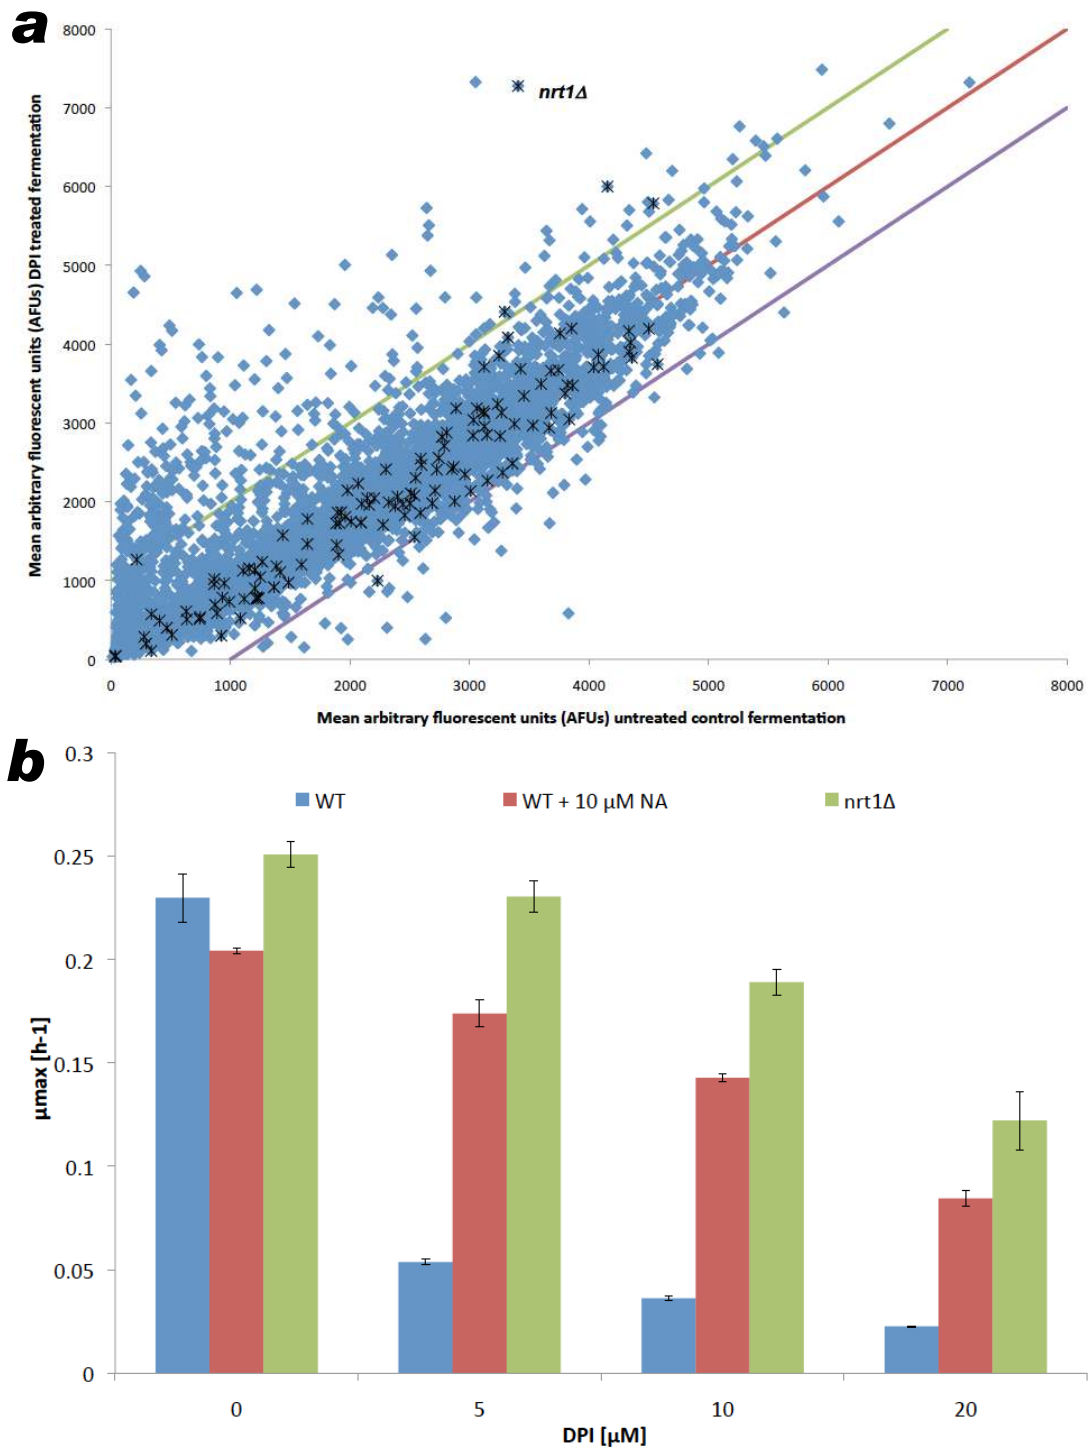 a
Mean arbitrary fluorescent units (AFUs) DPI treated fermentation
8000
7000
6000
5000
4000
3000
2000
1000
0
nrt1Δ
0 1000 2000 3000 4000 5000 6000 7000 8000
Mean arbitrary fluorescent units (AFUs) untreated control fermentation
b
µmax [h-1]
0.3
0.25
0.2
0.15
0.1
0.05
0
WT WT + 10 µM NA nrt1Δ
0 5 10 20
DPI [µM]